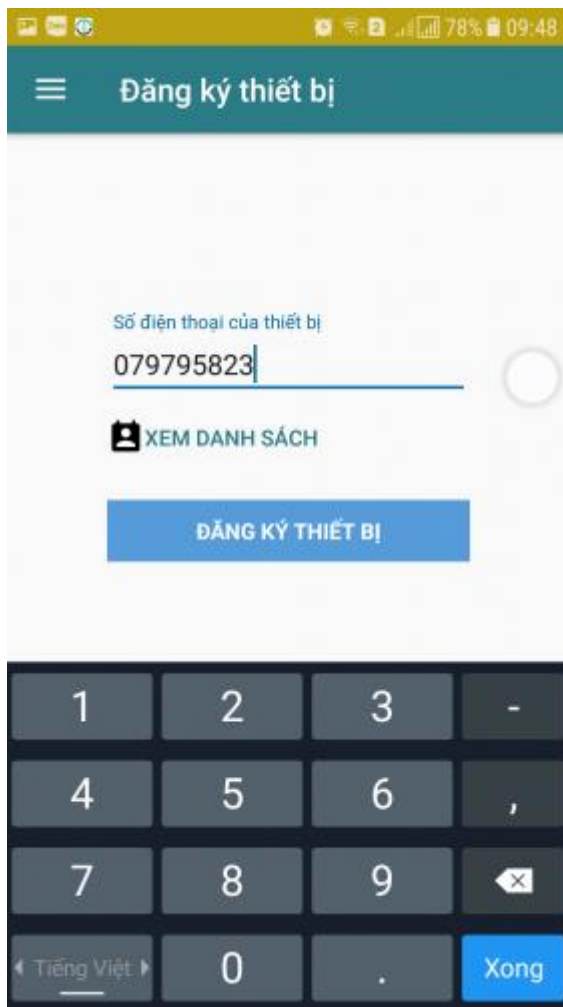 78% 09:48
Đăng ký thiết bị
Số điện thoại của thiết bị
079795823
XEM DANH SÁCH
ĐĂNG KÝ THIẾT BỊ
1 2 3 -
4 5 6 ,
7 8 9
Tiếng Việt 0 . Xong